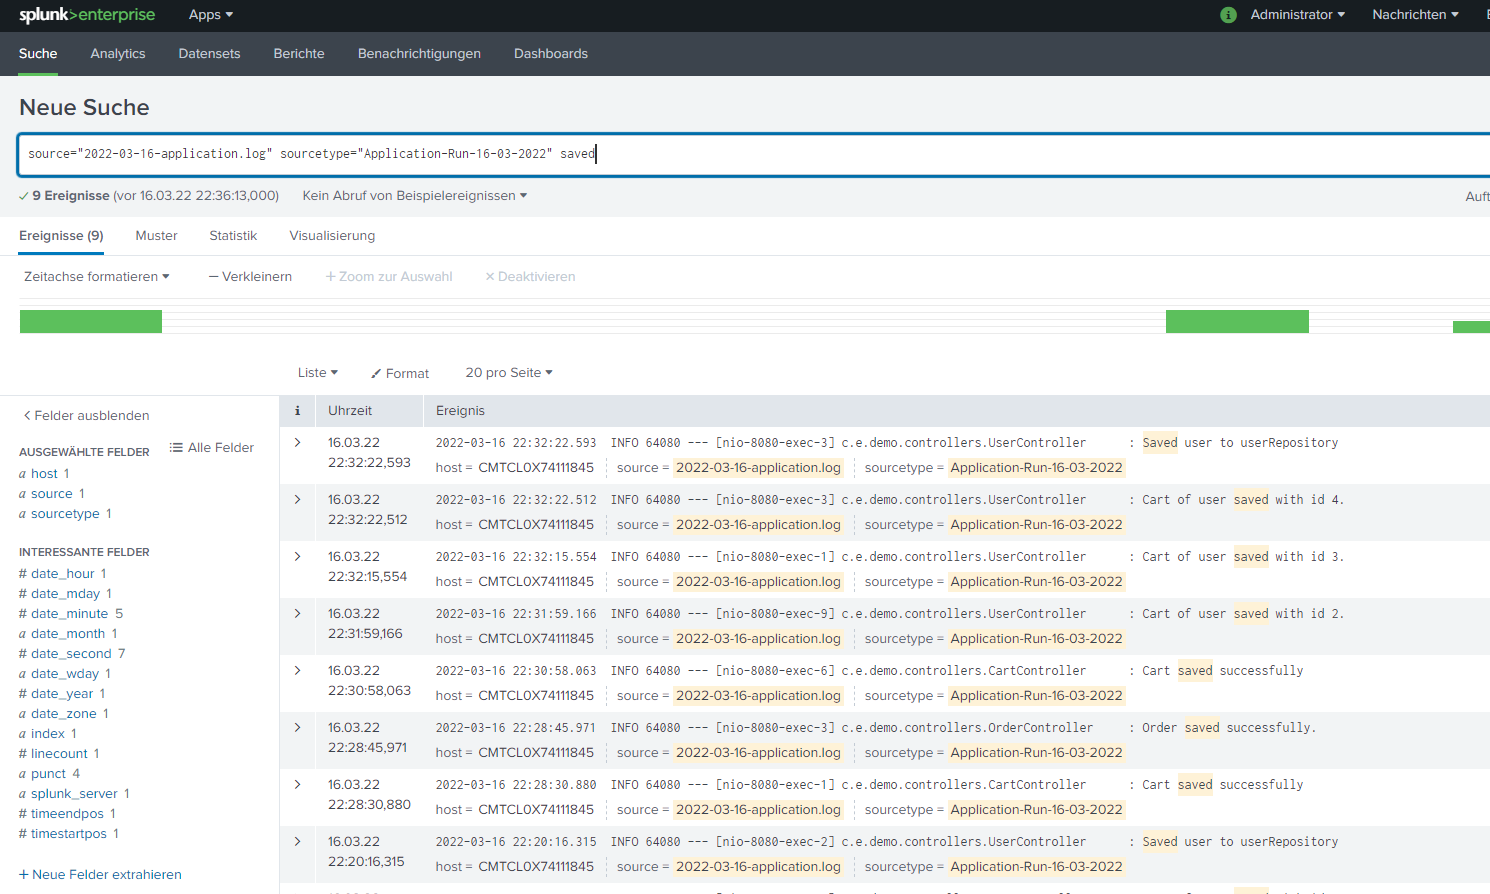 splunk>enterprise Apps Administrator Nachrichten
Suche Analytics Datensets Berichte Benachrichtigungen Dashboards
Neue Suche
source="2022-03-16-application.log" sourcetype="Application-Run-16-03-2022" saved
9 Ereignisse (vor 16.03.22 22:36:13,000) Kein Abruf von Beispielereignissen Auft
Ereignisse (9) Muster Statistik Visualisierung
Zeitachse formatieren — Verkleinern + Zoom zur Auswahl × Deaktivieren
Liste Format 20 pro Seite
< Felder ausblenden
AUSGEWÄHLTE FELDER Alle Felder
a host 1
a source 1
a sourcetype 1
INTERESSANTE FELDER
# date_hour 1
# date_mday 1
# date_minute 5
a date_month 1
# date_second 7
a date_wday 1
# date_year 1
a date_zone 1
a index 1
# linecount 1
a punct 4
a splunk_server 1
# timeendpos 1
# timestartpos 1
+ Neue Felder extrahieren
i Uhrzeit Ereignis
> 16.03.22 2022-03-16 22:32:22.593 INFO 64080 --- [nio-8080-exec-3] c.e.demo.controllers.UserController : Saved user to userRepository
22:32:22,593 host = CMTCL0X74111845 source = 2022-03-16-application.log sourcetype = Application-Run-16-03-2022
> 16.03.22 2022-03-16 22:32:22.512 INFO 64080 --- [nio-8080-exec-3] c.e.demo.controllers.UserController : Cart of user saved with id 4.
22:32:22,512 host = CMTCL0X74111845 source = 2022-03-16-application.log sourcetype = Application-Run-16-03-2022
> 16.03.22 2022-03-16 22:32:15.554 INFO 64080 --- [nio-8080-exec-1] c.e.demo.controllers.UserController : Cart of user saved with id 3.
22:32:15,554 host = CMTCL0X74111845 source = 2022-03-16-application.log sourcetype = Application-Run-16-03-2022
> 16.03.22 2022-03-16 22:31:59.166 INFO 64080 --- [nio-8080-exec-9] c.e.demo.controllers.UserController : Cart of user saved with id 2.
22:31:59,166 host = CMTCL0X74111845 source = 2022-03-16-application.log sourcetype = Application-Run-16-03-2022
> 16.03.22 2022-03-16 22:30:58.063 INFO 64080 --- [nio-8080-exec-6] c.e.demo.controllers.CartController : Cart saved successfully
22:30:58,063 host = CMTCL0X74111845 source = 2022-03-16-application.log sourcetype = Application-Run-16-03-2022
> 16.03.22 2022-03-16 22:28:45.971 INFO 64080 --- [nio-8080-exec-3] c.e.demo.controllers.OrderController : Order saved successfully.
22:28:45,971 host = CMTCL0X74111845 source = 2022-03-16-application.log sourcetype = Application-Run-16-03-2022
> 16.03.22 2022-03-16 22:28:30.880 INFO 64080 --- [nio-8080-exec-1] c.e.demo.controllers.CartController : Cart saved successfully
22:28:30,880 host = CMTCL0X74111845 source = 2022-03-16-application.log sourcetype = Application-Run-16-03-2022
> 16.03.22 2022-03-16 22:20:16.315 INFO 64080 --- [nio-8080-exec-2] c.e.demo.controllers.UserController : Saved user to userRepository
22:20:16,315 host = CMTCL0X74111845 source = 2022-03-16-application.log sourcetype = Application-Run-16-03-2022